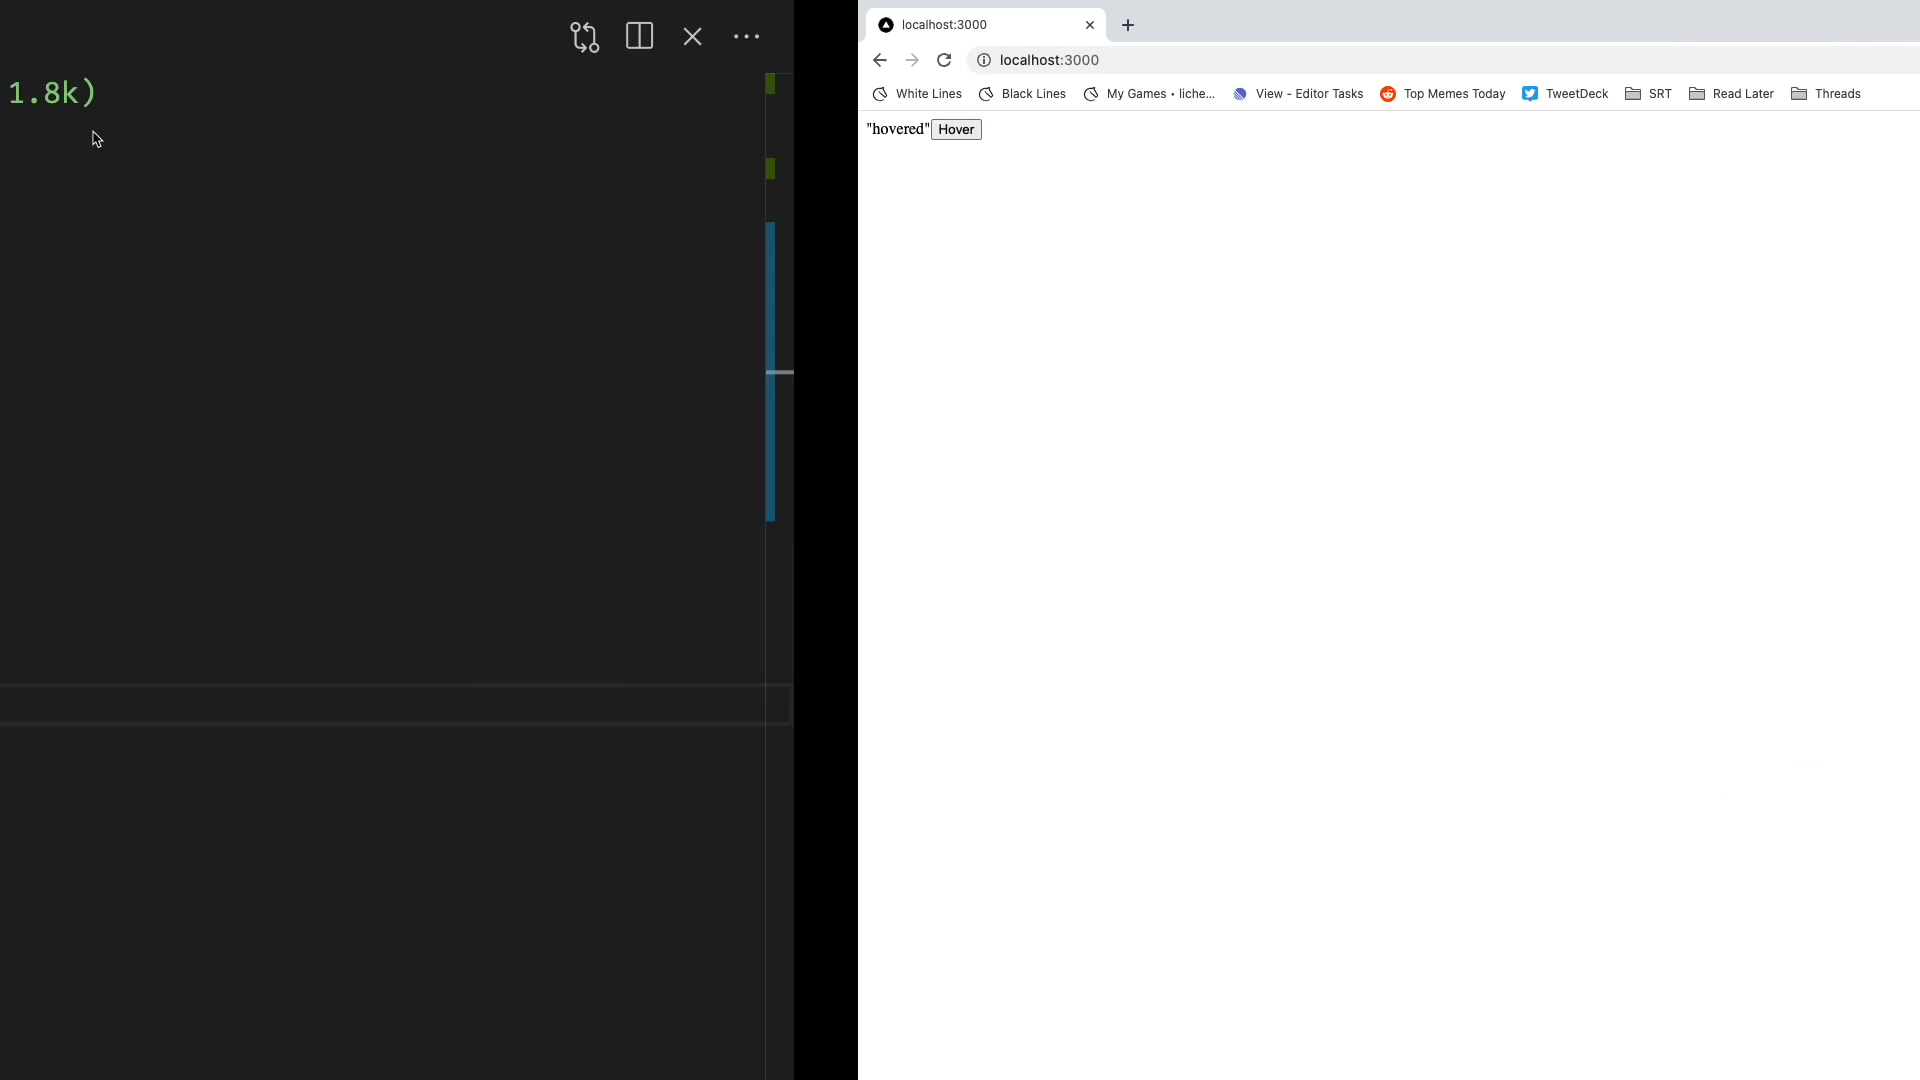 1.8k)
localhost:3000
localhost:3000
White Lines Black Lines My Games • liche... View - Editor Tasks Top Memes Today TweetDeck SRT Read Later Threads
"hovered" Hover